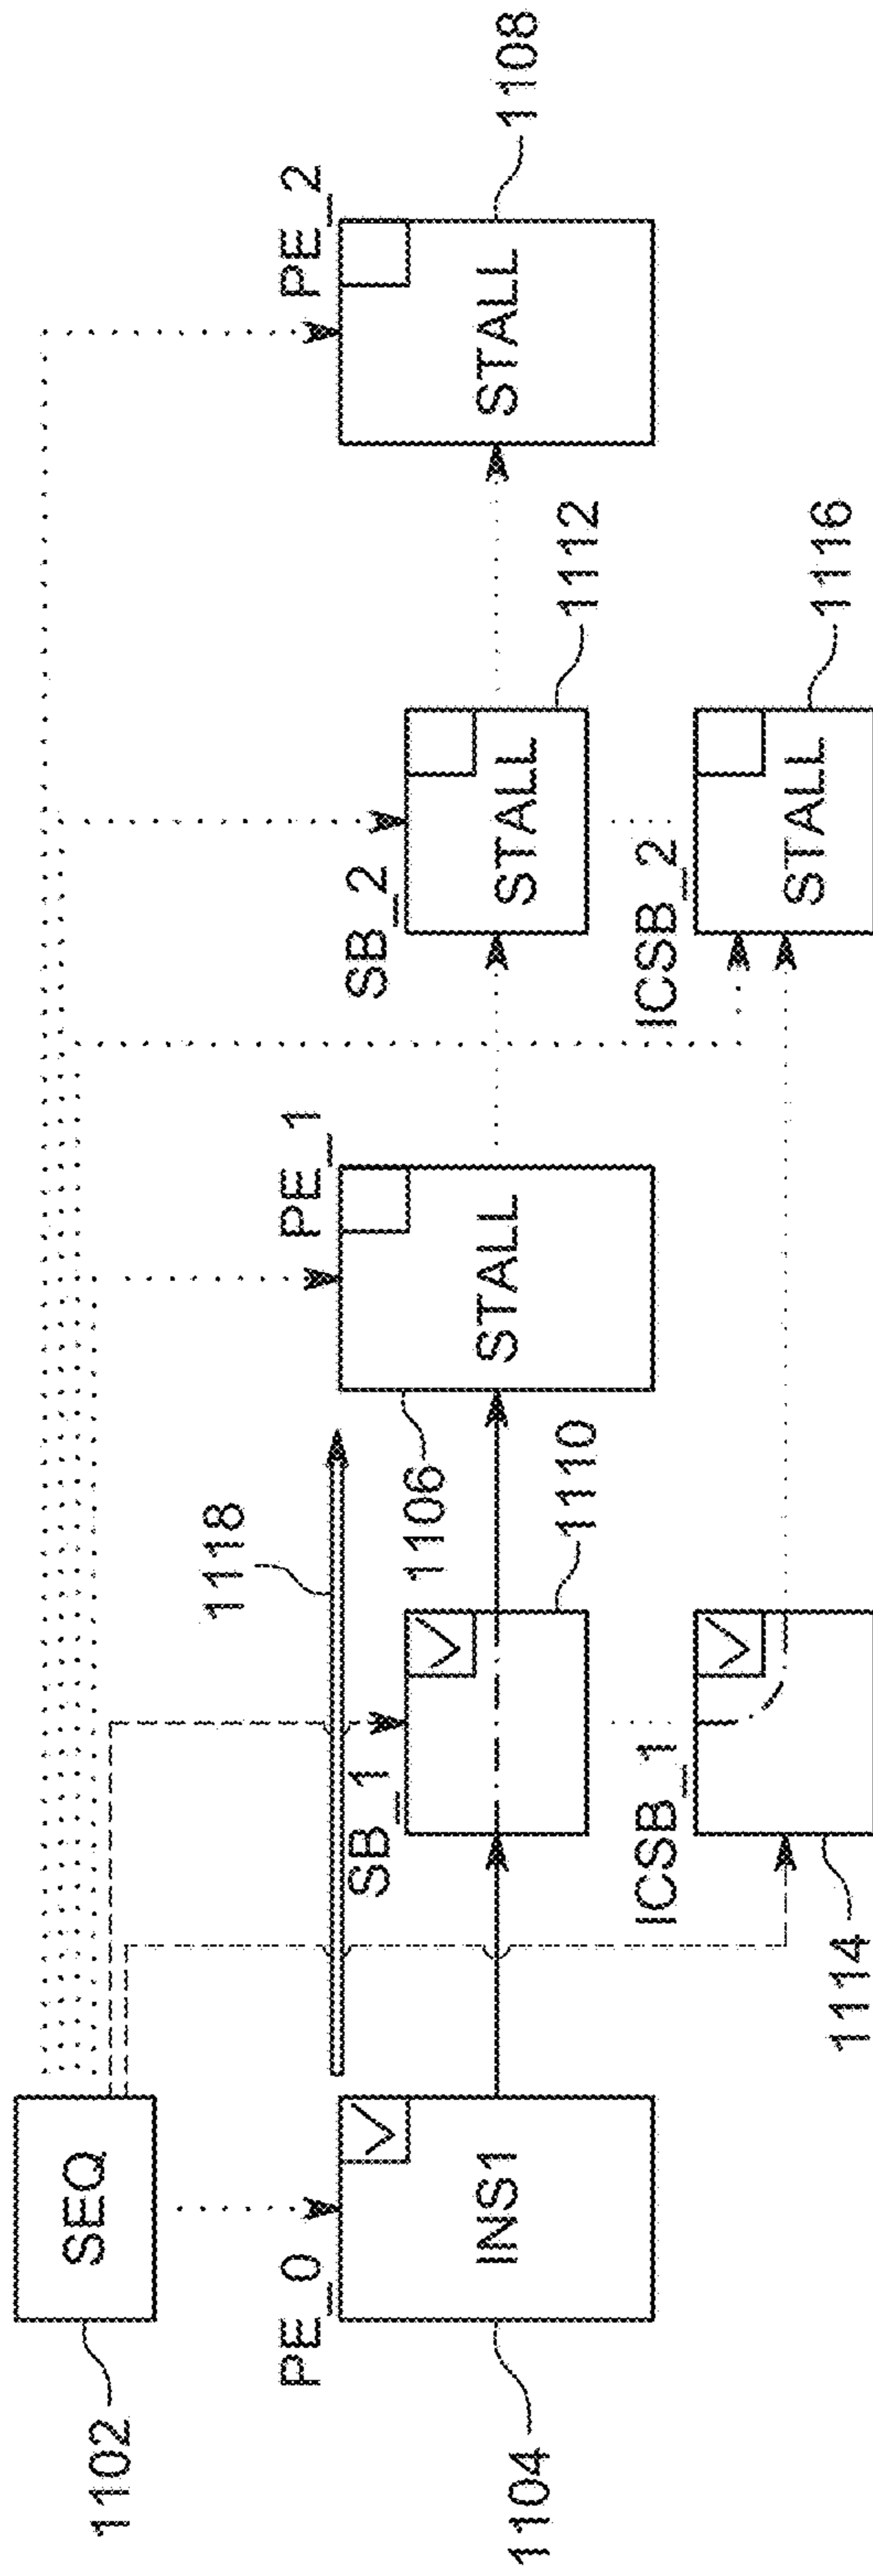 1102
SEQ
1118
PE_0
PE_1
PE_2
INS1
V
1104
SB_1
V
1110
1106
STALL
SB_2
STALL
1112
STALL
1108
ICSB_1
V
1114
ICSB_2
STALL
1116